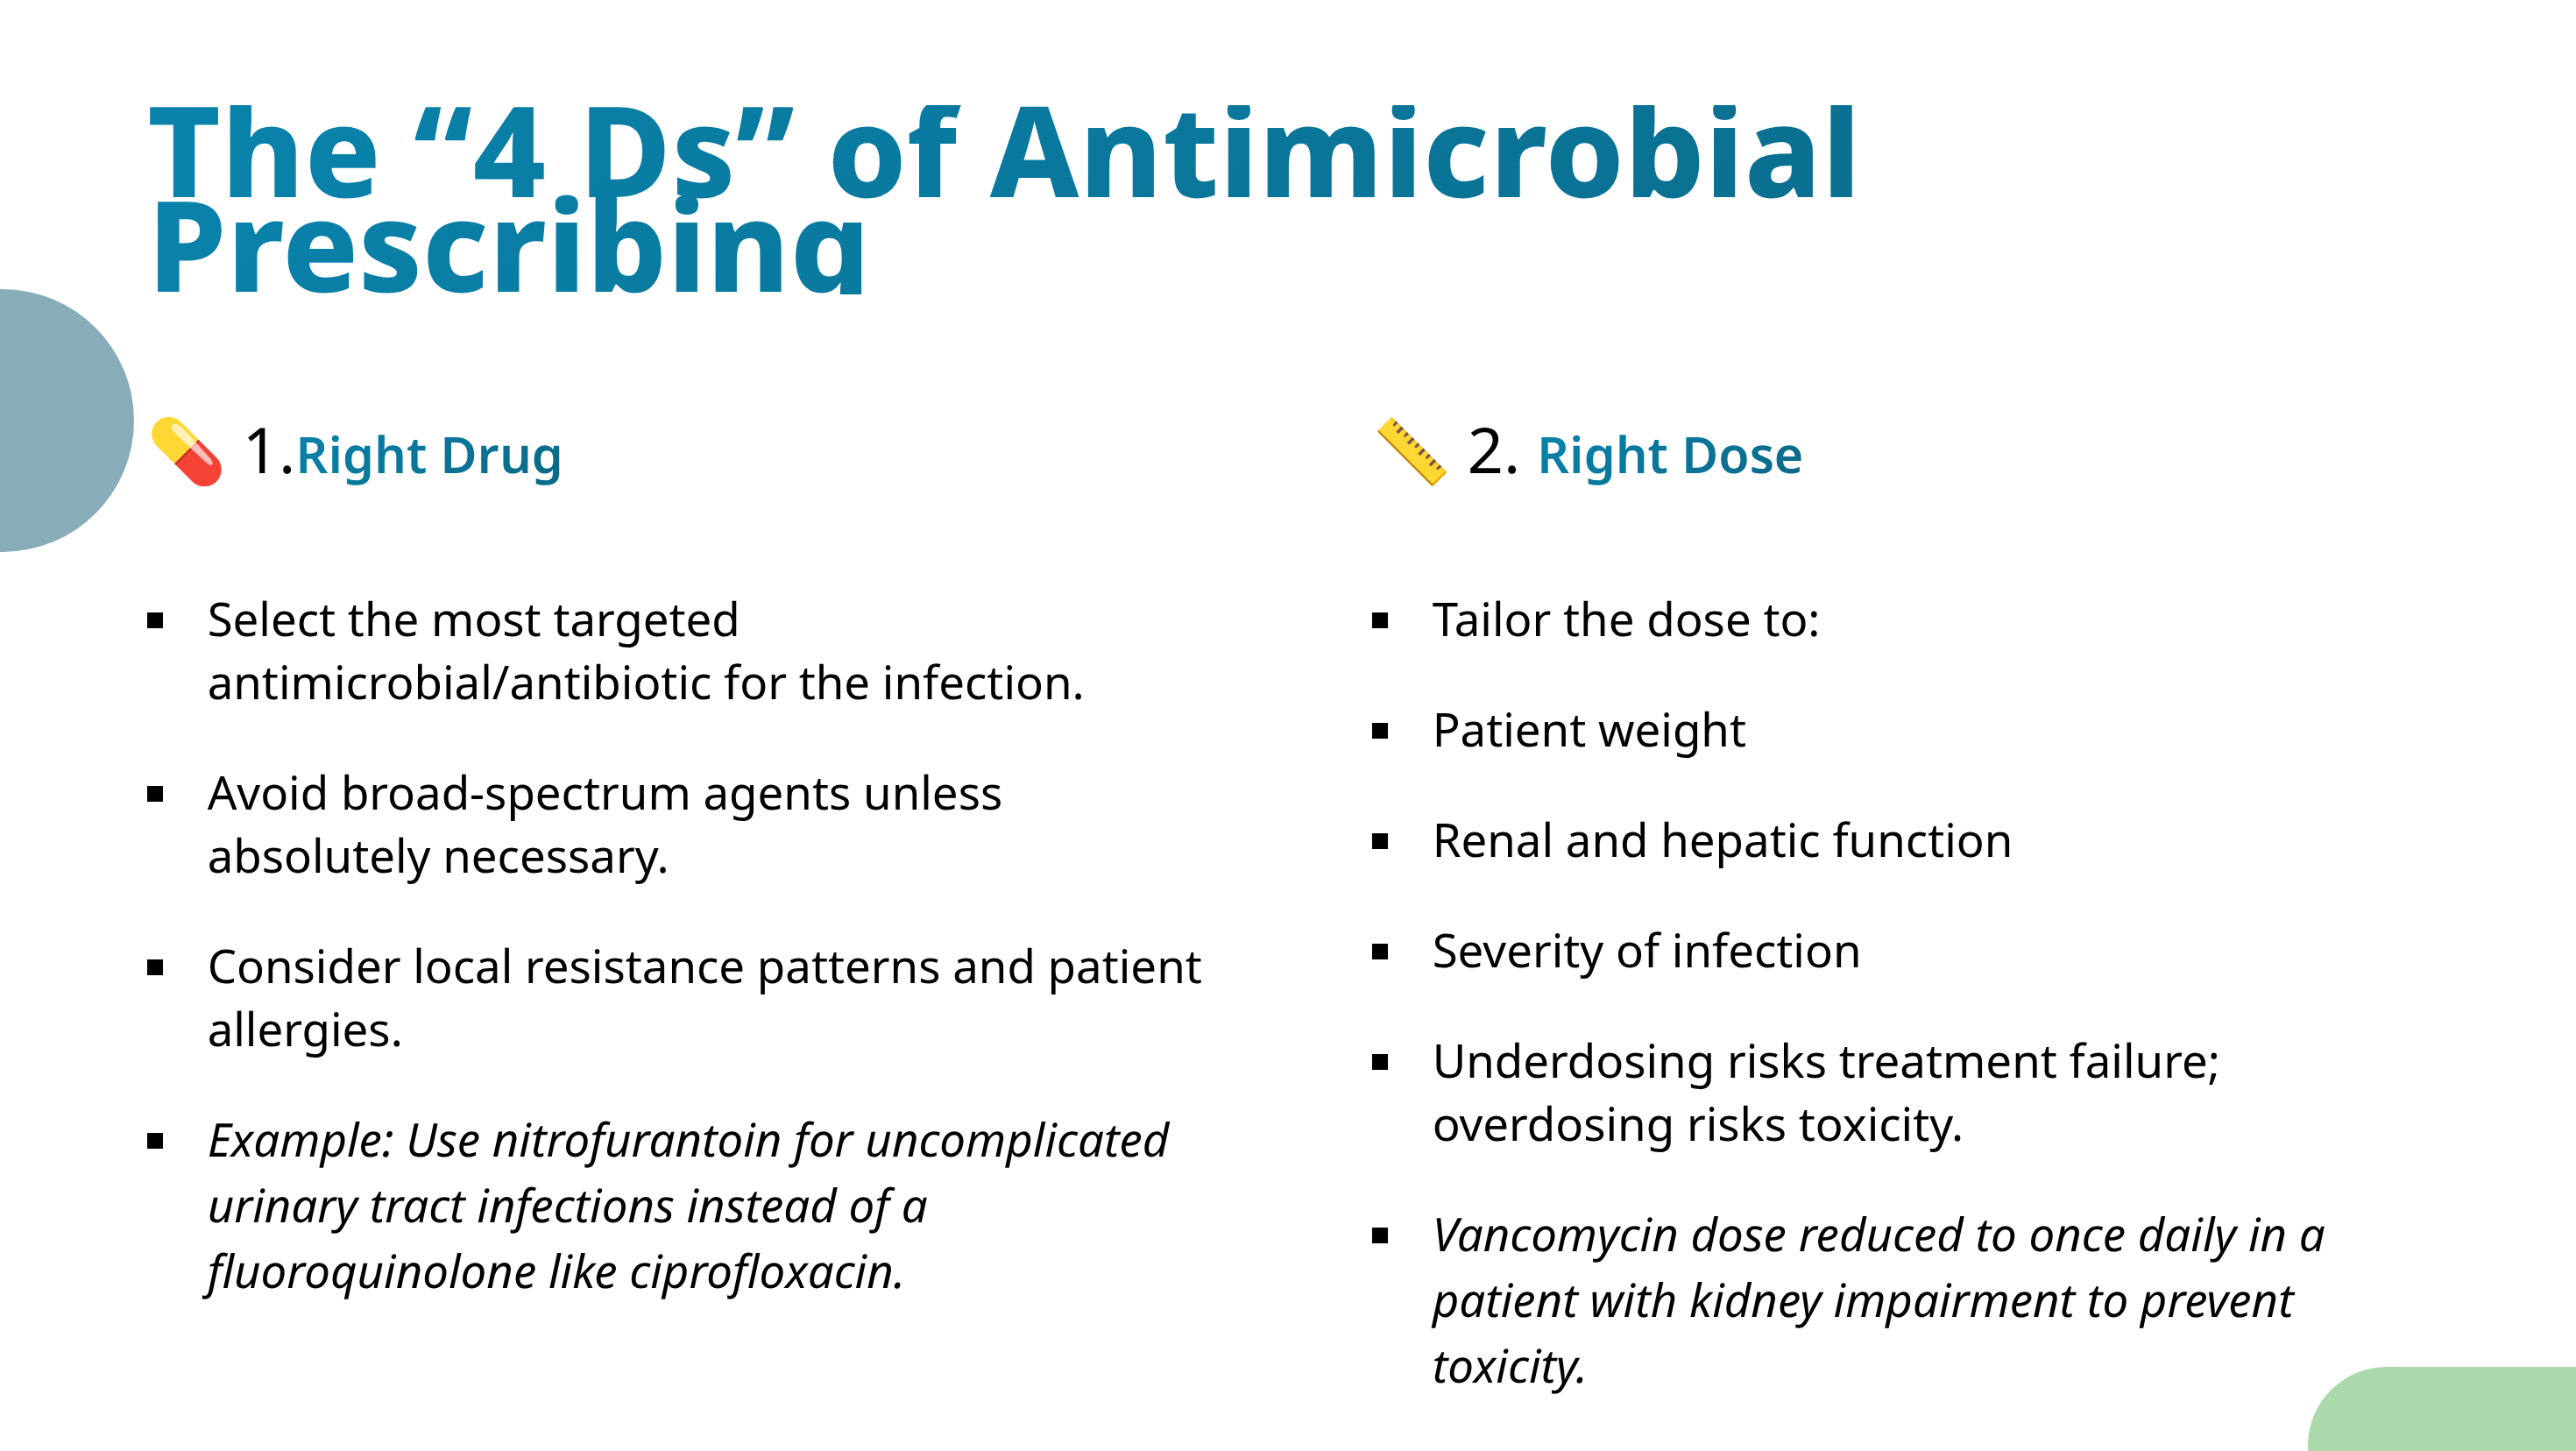 The “4 Ds” of Antimicrobial
Prescribing
💊 1.Right Drug
▪ Select the most targeted
antimicrobial/antibiotic for the infection.
▪ Avoid broad-spectrum agents unless
absolutely necessary.
▪ Consider local resistance patterns and patient
allergies.
▪ Example: Use nitrofurantoin for uncomplicated
urinary tract infections instead of a
fluoroquinolone like ciprofloxacin.
📏 2. Right Dose
▪ Tailor the dose to:
▪ Patient weight
▪ Renal and hepatic function
▪ Severity of infection
▪ Underdosing risks treatment failure;
overdosing risks toxicity.
▪ Vancomycin dose reduced to once daily in a
patient with kidney impairment to prevent
toxicity.